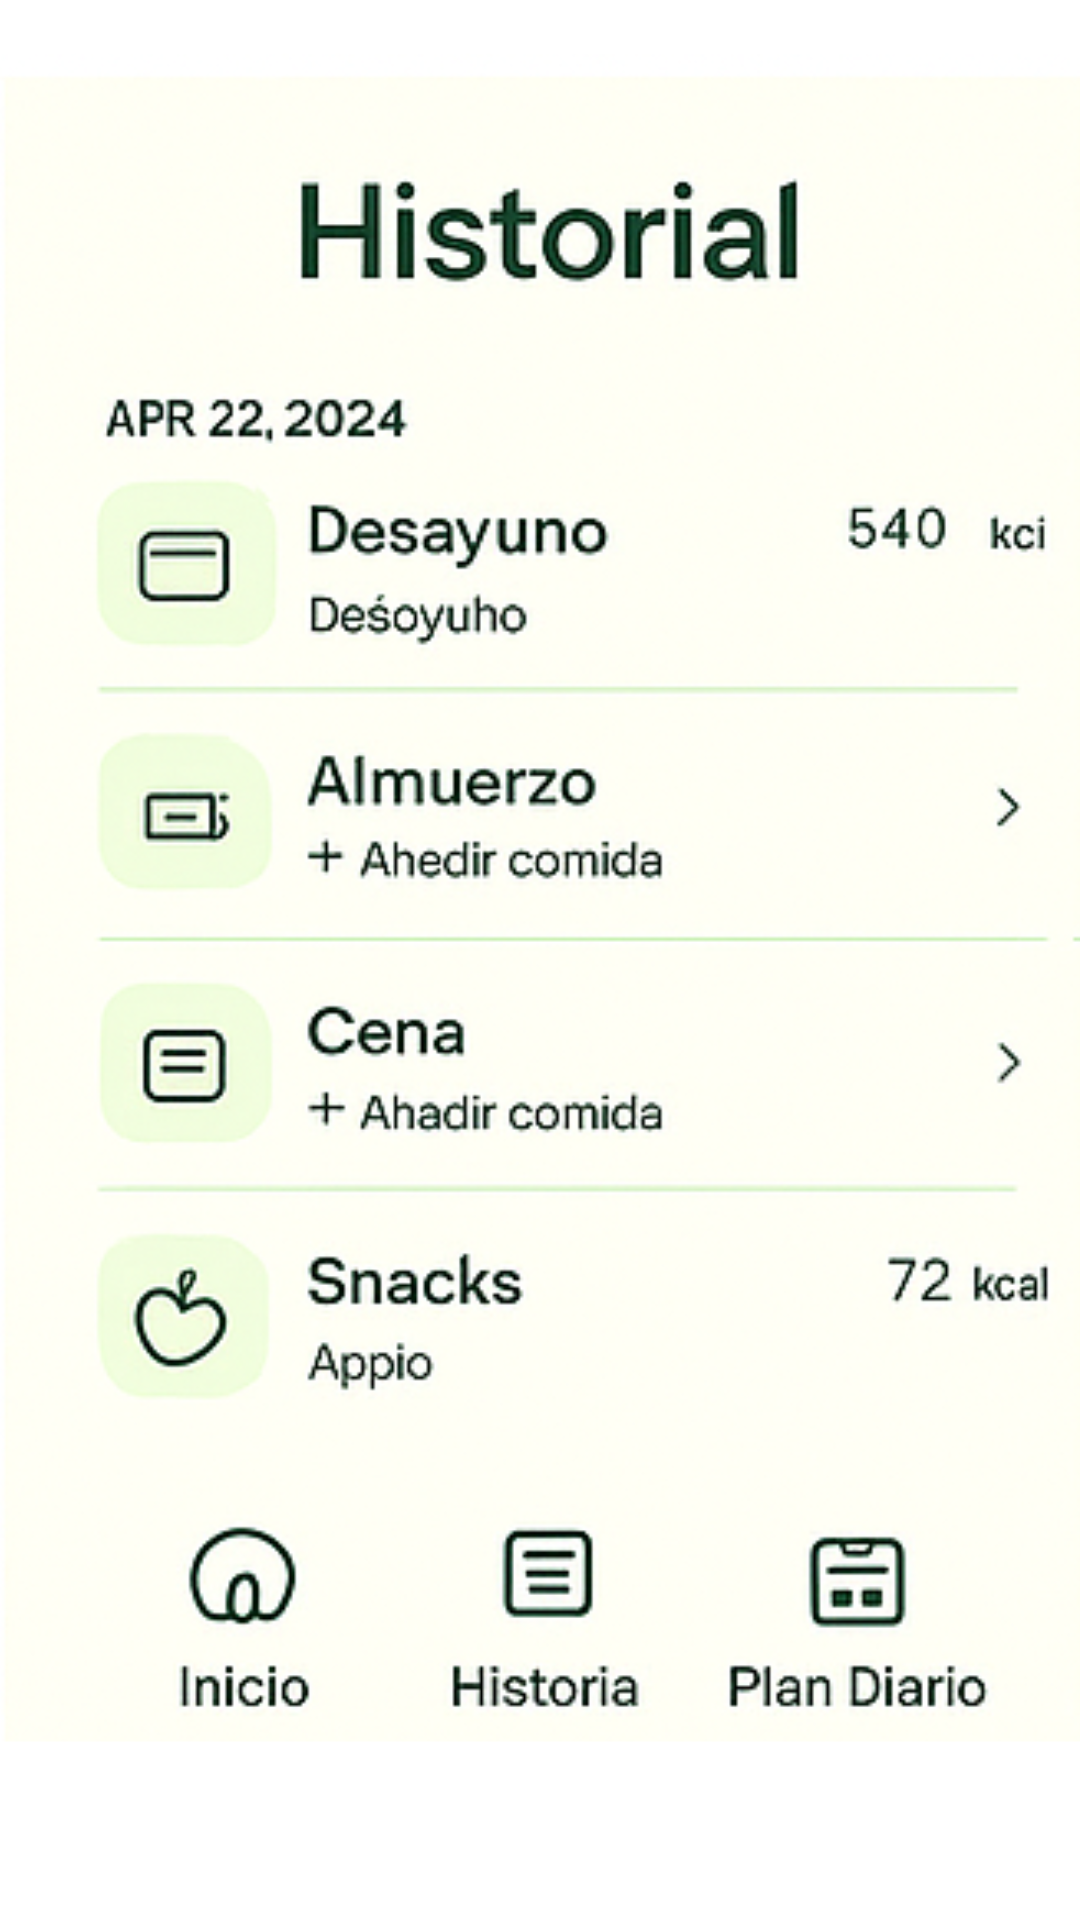 Historial
APR 22, 2024
Desayuno 540 kci
Deśoyuho
Almuerzo
+ Ahedir comida
Cena
+ Ahadir comida
Snacks 72 kcal
Appio
Inicio Historia Plan Diario